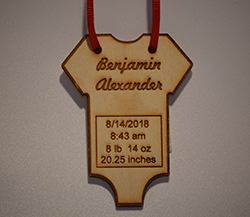 Benjamin
Alexander
8/14/2018
8:43 am
8 lb 14 oz
20.25 inches